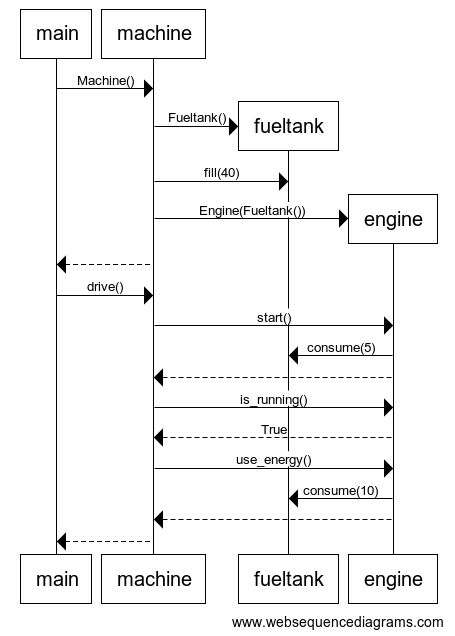 main
machine
Machine()
Fueltank()
fueltank
fill(40)
Engine(Fueltank())
engine
drive()
start()
consume(5)
is_running()
True
use_energy()
consume(10)
main
machine
fueltank
engine
www.websequencediagrams.com